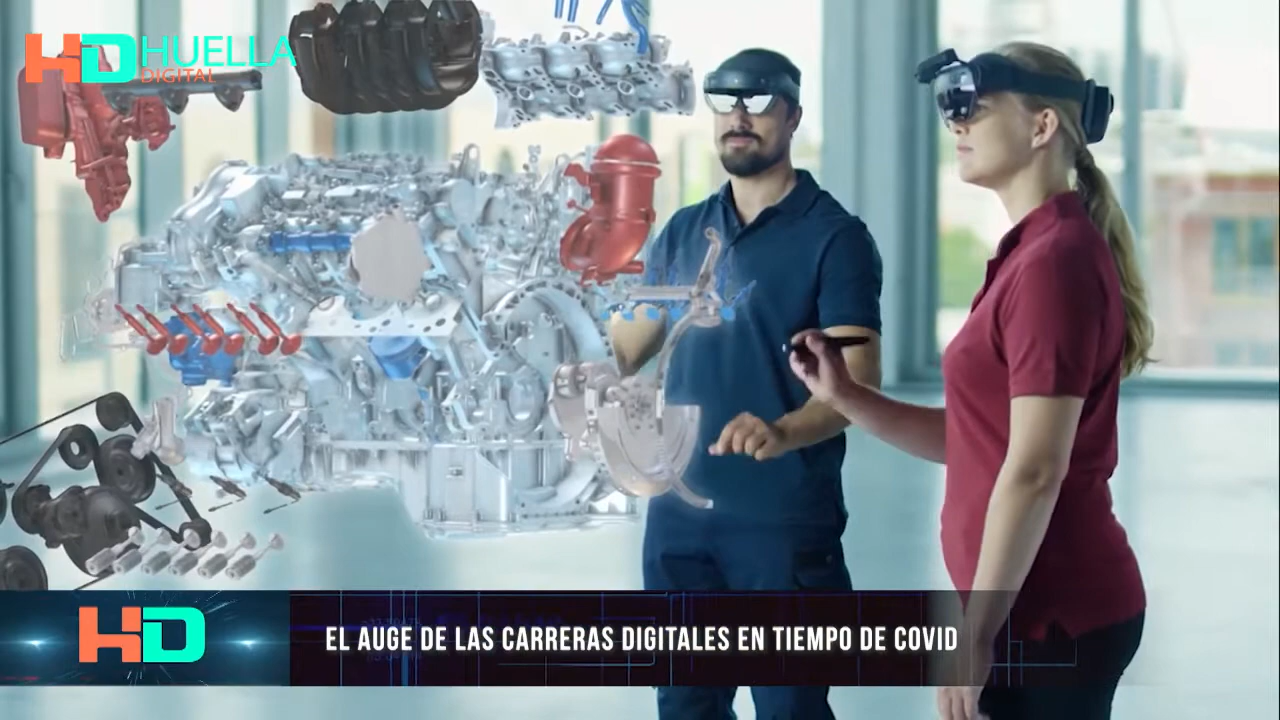 HD HUELLA
DIGITAL
HD
EL AUGE DE LAS CARRERAS DIGITALES EN TIEMPO DE COVID